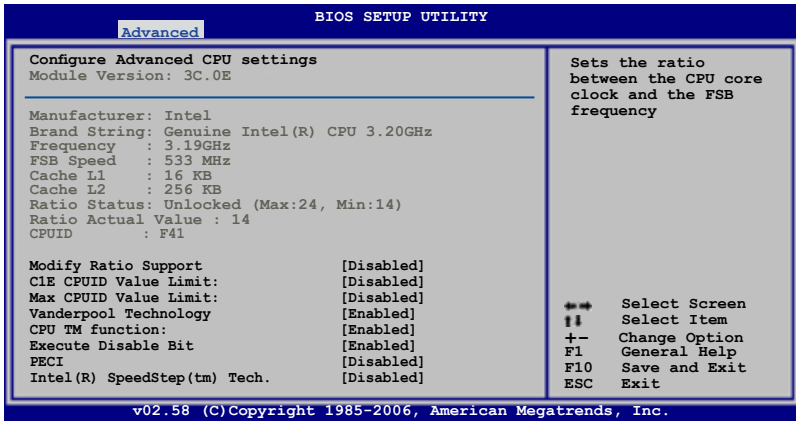 BIOS SETUP UTILITY
Advanced
Configure Advanced CPU settings
Module Version: 3C.0E
Manufacturer: Intel
Brand String: Genuine Intel(R) CPU 3.20GHz
Frequency : 3.19GHz
FSB Speed : 533 MHz
Cache L1 : 16 KB
Cache L2 : 256 KB
Ratio Status: Unlocked (Max:24, Min:14)
Ratio Actual Value : 14
CPUID : F41
Modify Ratio Support [Disabled]
C1E CPUID Value Limit: [Disabled]
Max CPUID Value Limit: [Disabled]
Vanderpool Technology [Enabled]
CPU TM function: [Enabled]
Execute Disable Bit [Enabled]
PECI [Disabled]
Intel(R) SpeedStep(tm) Tech. [Disabled]
Sets the ratio
between the CPU core
clock and the FSB
frequency
←→ Select Screen
↑↓ Select Item
+- Change Option
F1 General Help
F10 Save and Exit
ESC Exit
v02.58 (C)Copyright 1985-2006, American Megatrends, Inc.